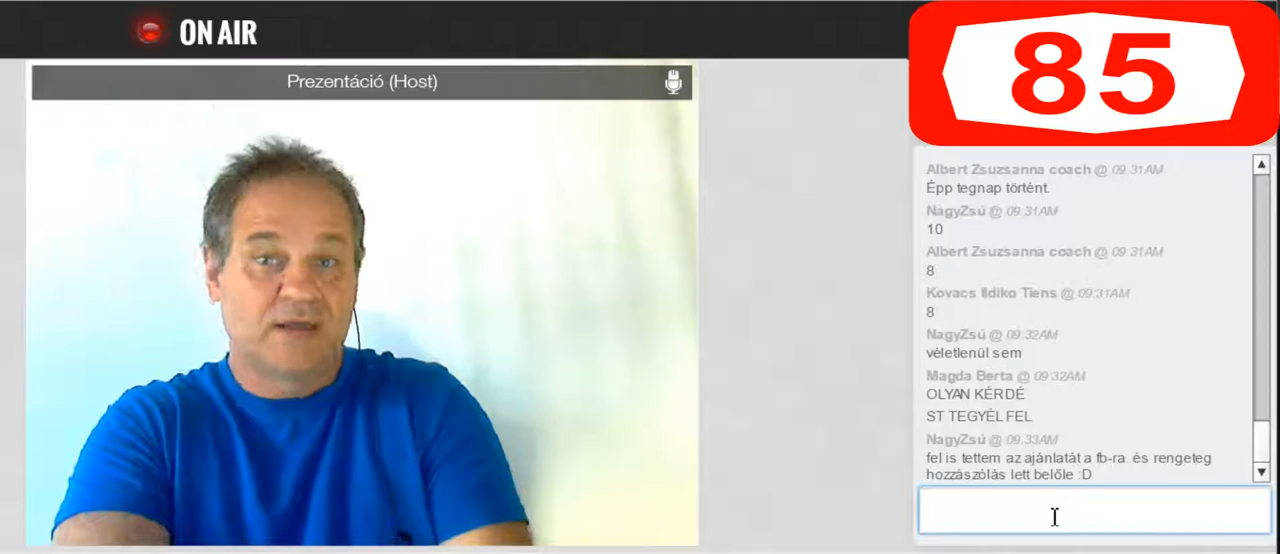 ON AIR
85
Prezentáció (Host)
Albert Zsuzsanna coach @ 09.31AM
Épp tegnap történt.
NagyZsú @ 09.31AM
10
Albert Zsuzsanna coach @ 09.31AM
8
Kovacs Ildiko Tiens @ 09.31AM
8
NagyZsú @ 09.32AM
véletlenül sem
Magda Berta @ 09.32AM
OLYAN KÉRDÉ
ST TEGYÉL FEL
NagyZsú @ 09.33AM
fel is tettem az ajánlatát a fb-ra. és rengeteg
hozzászólás lett belőle :D